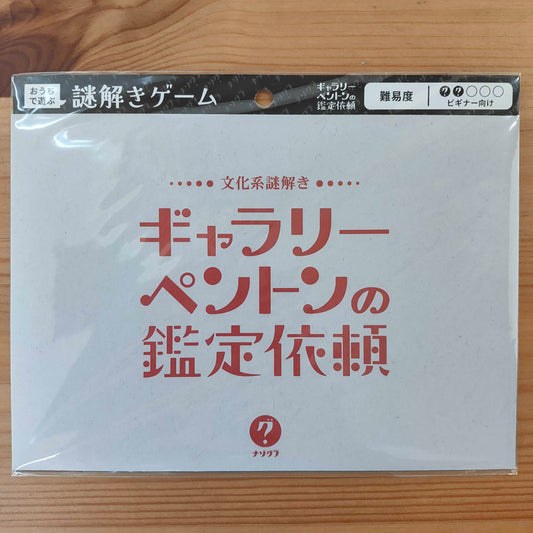 おうち
で遊ぶ
謎解きゲーム
ギャラリー
ペントンの
鑑定依頼
難易度
ビギナー向け
文化系謎解き
ギャラリー
ペントンの
鑑定依頼
グ?
ナゾグラ